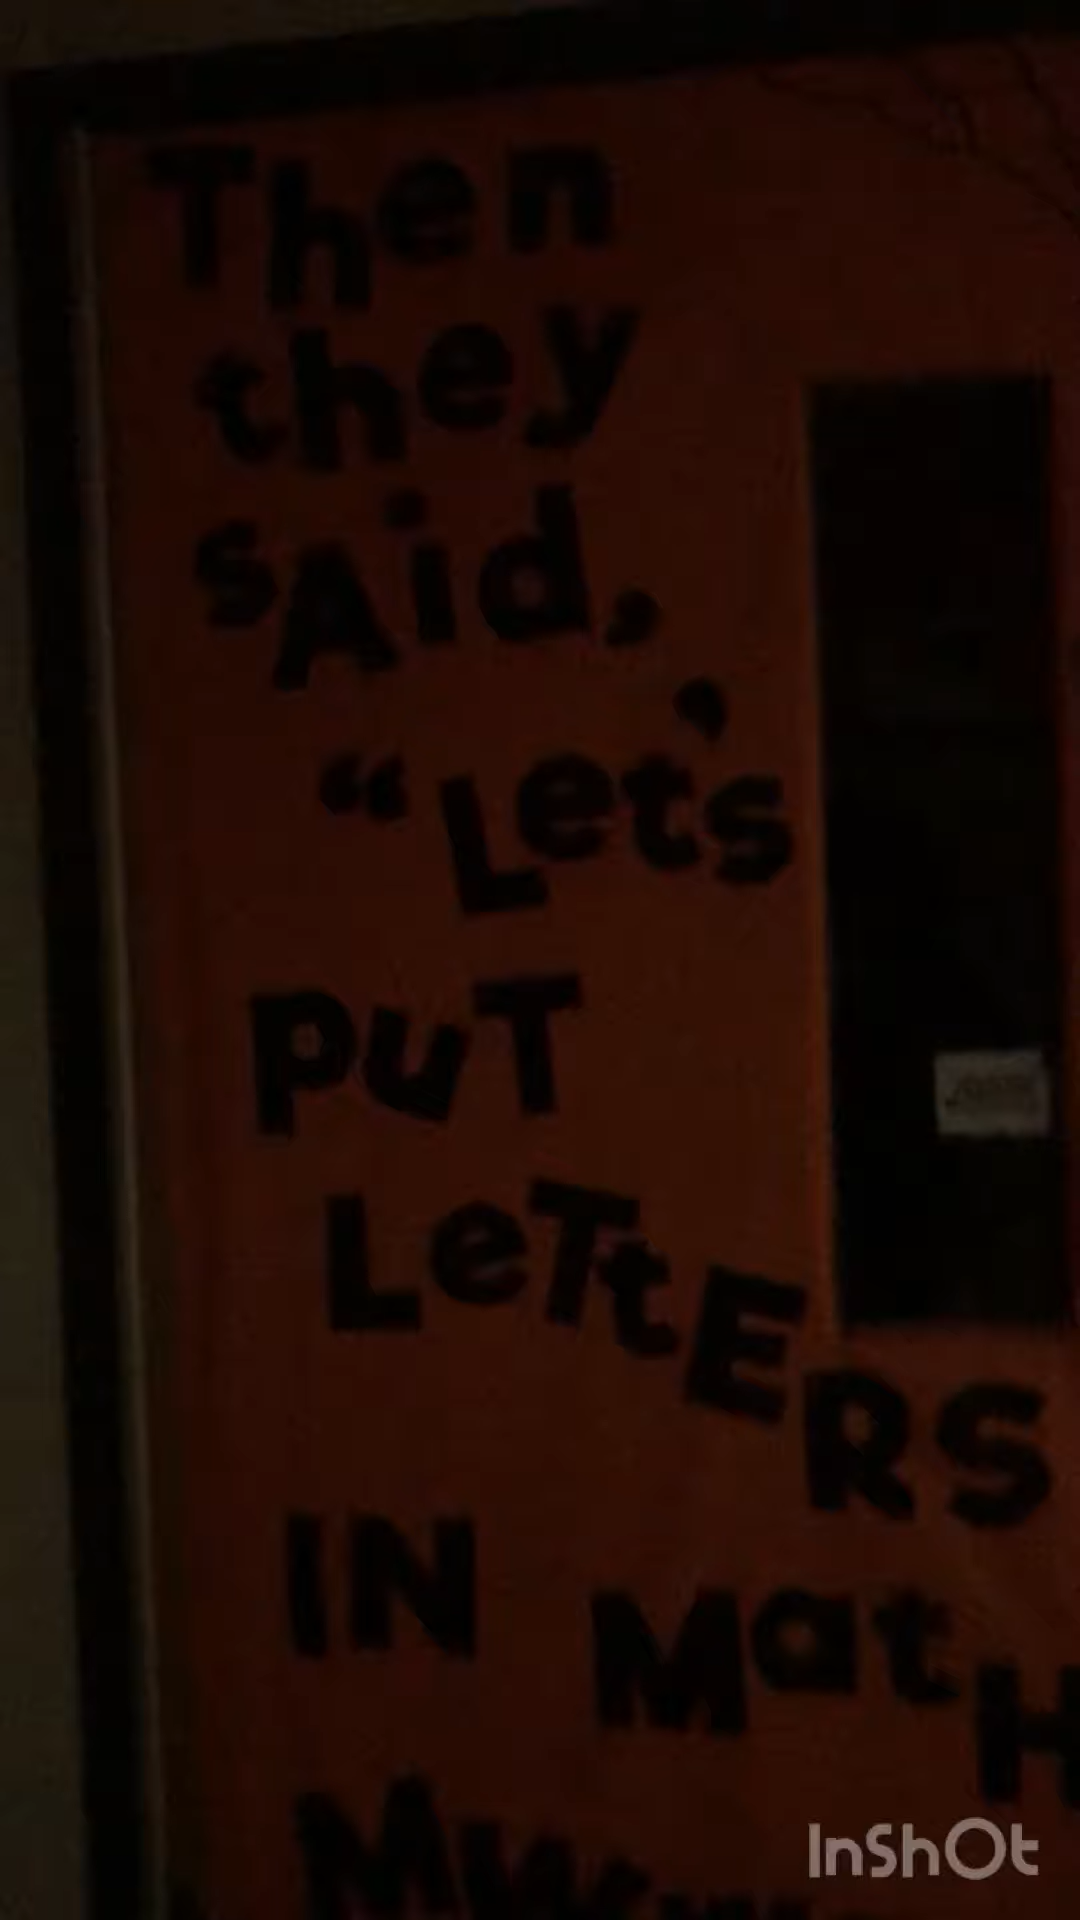 Then
they
sAid,
“Let's
PuT
LeTtERS
IN MatH
InShOt